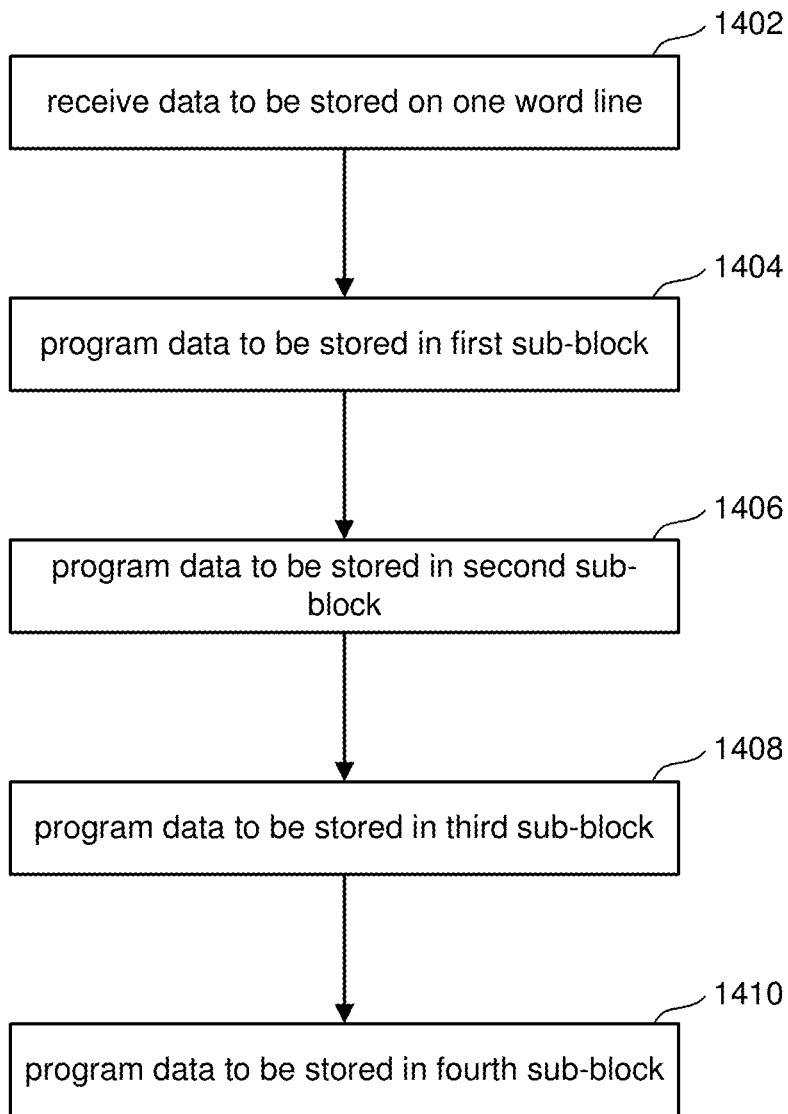 1402
receive data to be stored on one word line
1404
program data to be stored in first sub-block
1406
program data to be stored in second sub-
block
1408
program data to be stored in third sub-block
1410
program data to be stored in fourth sub-block